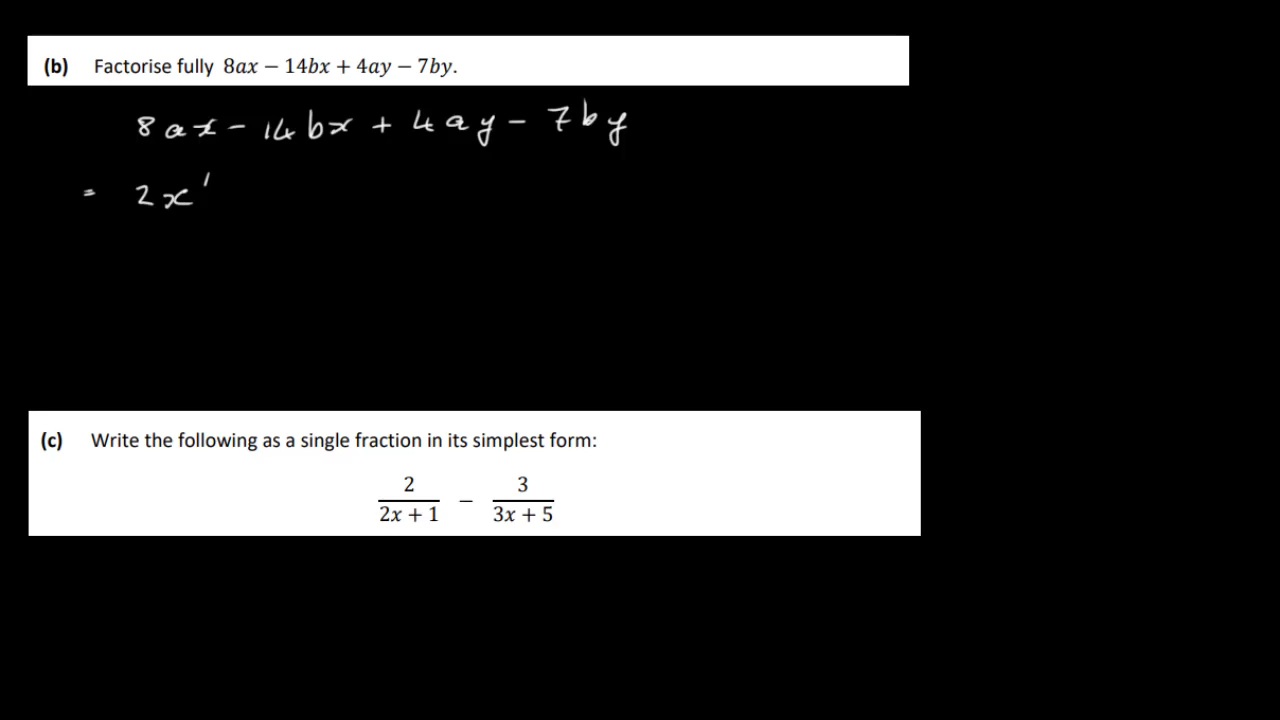 (b) Factorise fully 8ax − 14bx + 4ay − 7by.
8ax - 14bx + 4ay - 7by
= 2x
(c) Write the following as a single fraction in its simplest form:
2/(2x + 1) − 3/(3x + 5)